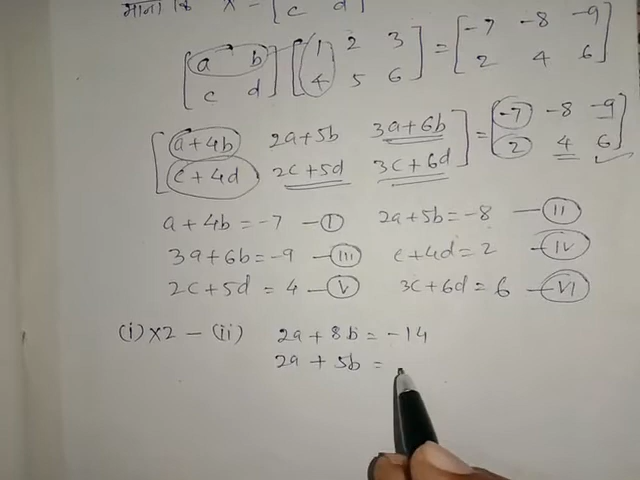 माना कि X = [c d]
[a b c d] [1 2 3 4 5 6] = [-7 -8 -9 2 4 6]
[a+4b 2a+5b 3a+6b c+4d 2c+5d 3c+6d] = [-7 -8 -9 2 4 6]
a+4b=-7 —(I) 2a+5b=-8 —(II)
3a+6b=-9 —(III) c+4d=2 —(IV)
2c+5d=4 —(V) 3c+6d=6 —(VI)
(i)×2 - (ii) 2a+8b=-14
2a+5b=